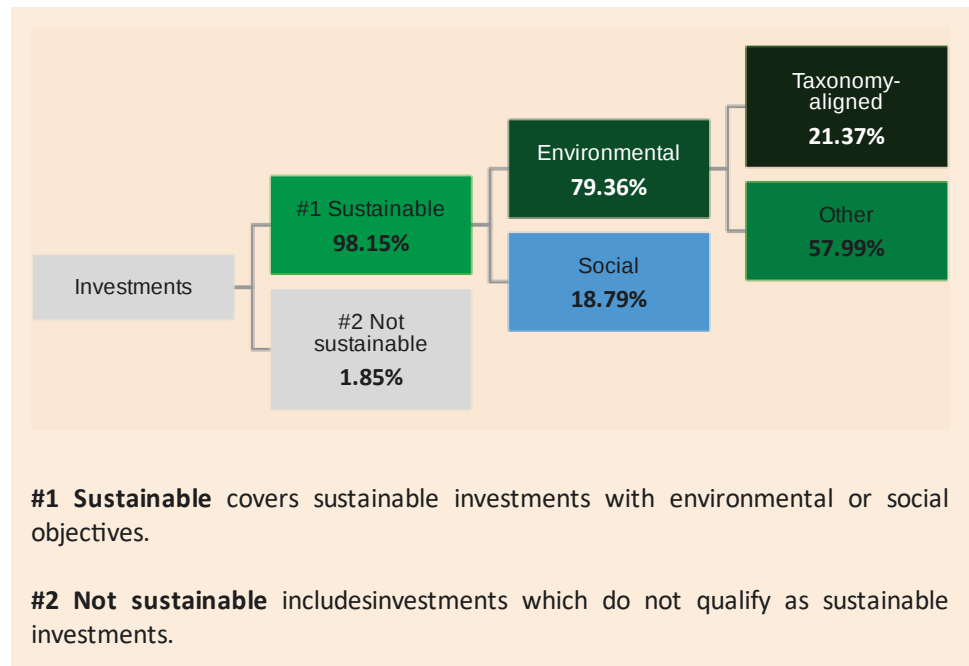 Investments
#1 Sustainable
98.15%
#2 Not
sustainable
1.85%
Environmental
79.36%
Social
18.79%
Taxonomy-
aligned
21.37%
Other
57.99%
#1 Sustainable covers sustainable investments with environmental or social
objectives.
#2 Not sustainable includesinvestments which do not qualify as sustainable
investments.